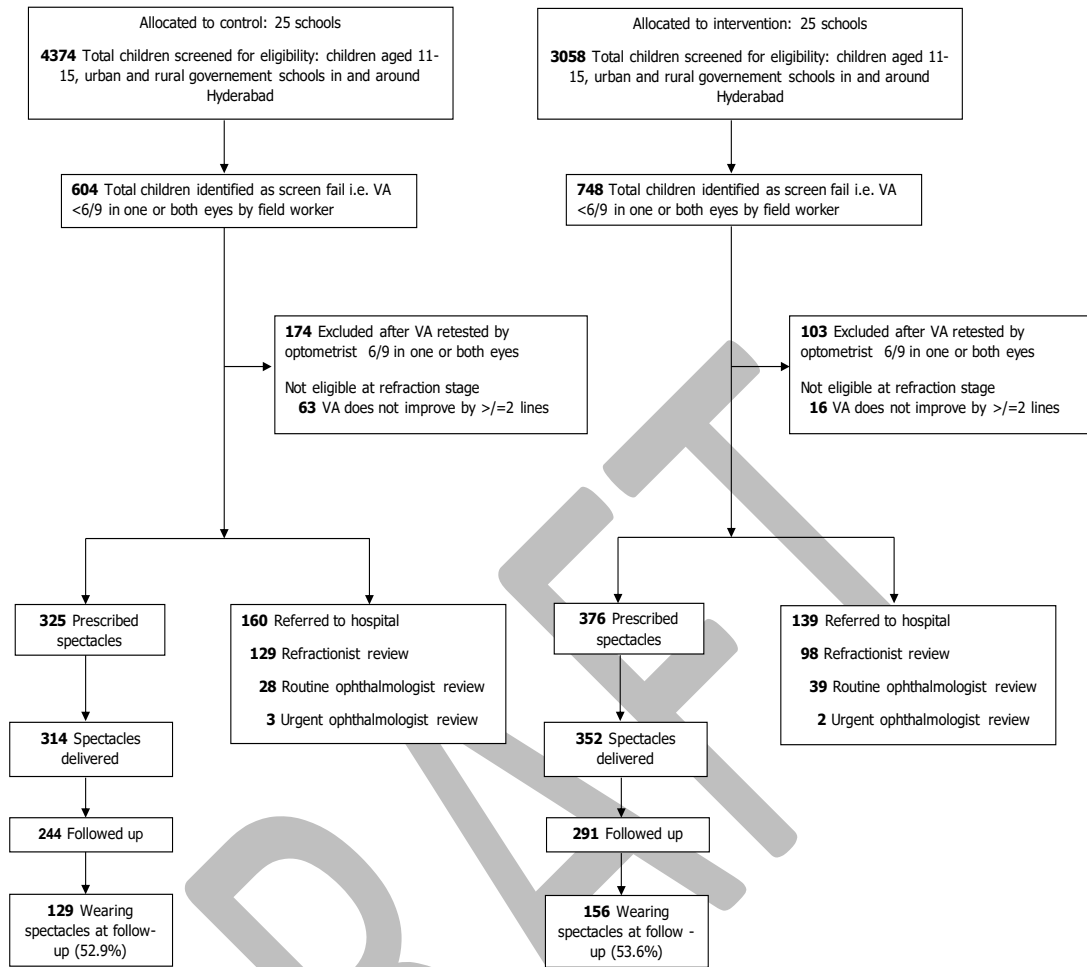 Allocated to control: 25 schools
4374 Total children screened for eligibility: children aged 11-
15, urban and rural governement schools in and around
Hyderabad
Allocated to intervention: 25 schools
3058 Total children screened for eligibility: children aged 11-
15, urban and rural governement schools in and around
Hyderabad
604 Total children identified as screen fail i.e. VA
<6/9 in one or both eyes by field worker
748 Total children identified as screen fail i.e. VA
<6/9 in one or both eyes by field worker
174 Excluded after VA retested by
optometrist 6/9 in one or both eyes
Not eligible at refraction stage
63 VA does not improve by >/=2 lines
103 Excluded after VA retested by
optometrist 6/9 in one or both eyes
Not eligible at refraction stage
16 VA does not improve by >/=2 lines
325 Prescribed
spectacles
160 Referred to hospital
129 Refractionist review
28 Routine ophthalmologist review
3 Urgent ophthalmologist review
376 Prescribed
spectacles
139 Referred to hospital
98 Refractionist review
39 Routine ophthalmologist review
2 Urgent ophthalmologist review
314 Spectacles
delivered
352 Spectacles
delivered
244 Followed up
291 Followed up
129 Wearing
spectacles at follow-
up (52.9%)
156 Wearing
spectacles at follow -
up (53.6%)
DRAFT